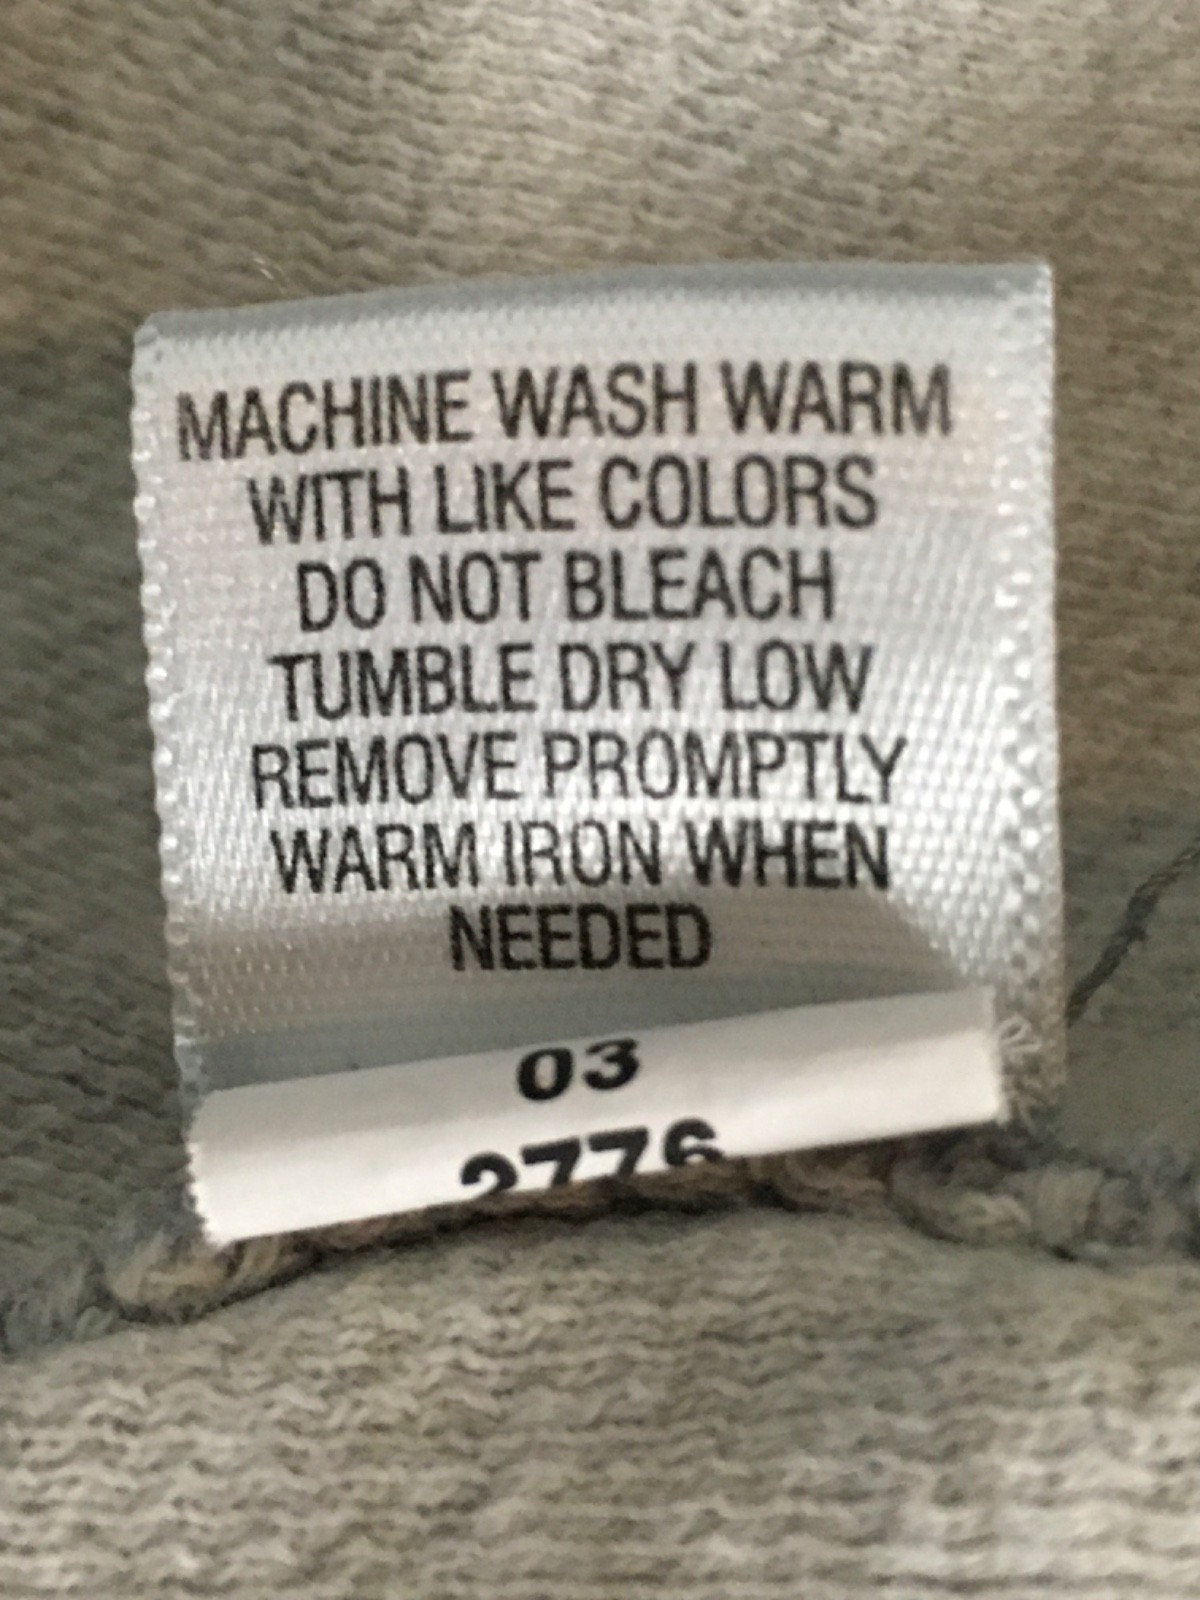 MACHINE WASH WARM
WITH LIKE COLORS
DO NOT BLEACH
TUMBLE DRY LOW
REMOVE PROMPTLY
WARM IRON WHEN
NEEDED
03
2776